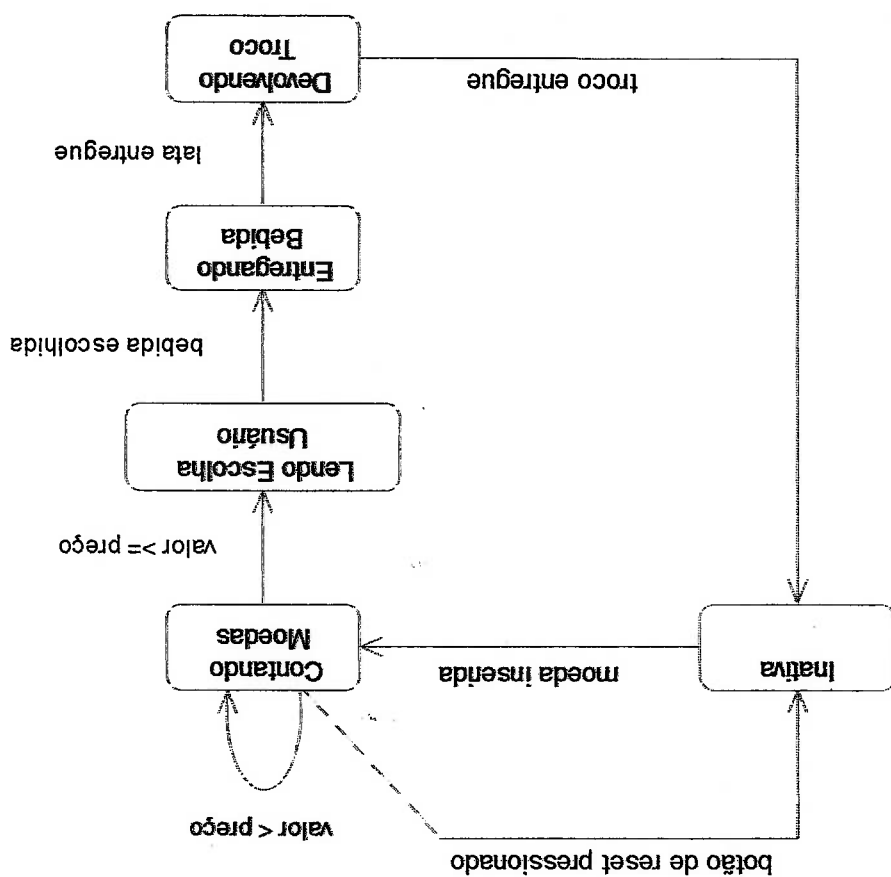 botão de reset pressionado
valor < preço
Inativa
moeda inserida
Contando
Moedas
valor >= preço
Lendo Escolha
Usuário
bebida escolhida
Entregando
Bebida
lata entregue
troco entregue
Devolvendo
Troco